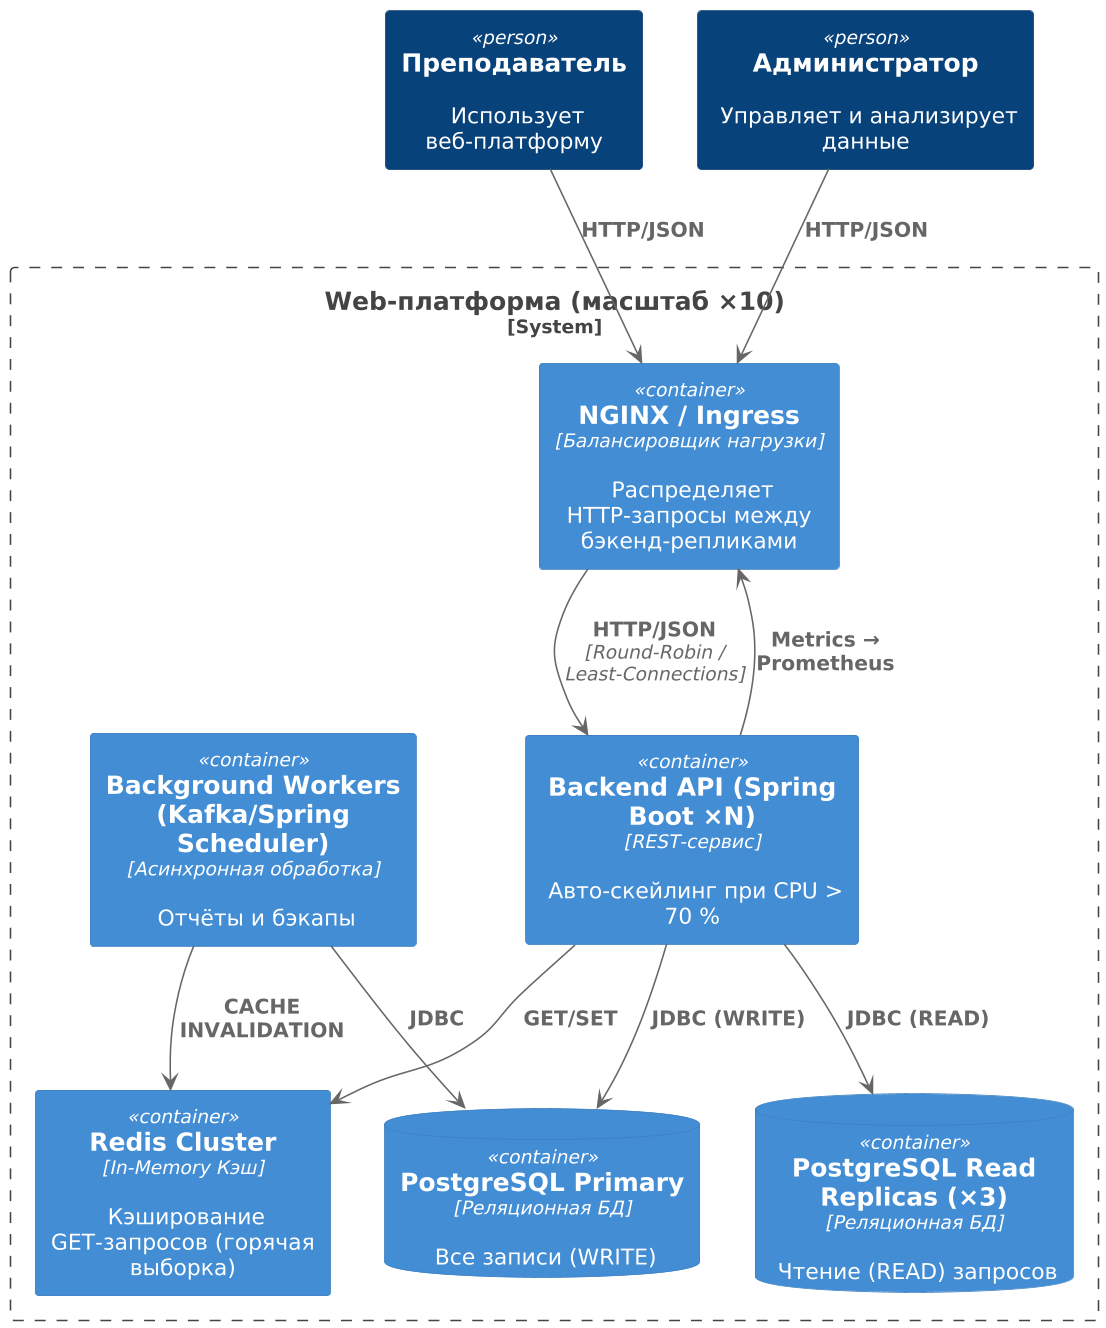 «person»
Преподаватель
Использует
веб-платформу
«person»
Администратор
Управляет и анализирует
данные
HTTP/JSON
HTTP/JSON
Web-платформа (масштаб ×10)
[System]
«container»
NGINX / Ingress
[Балансировщик нагрузки]
Распределяет
HTTP-запросы между
бэкенд-репликами
HTTP/JSON
[Round-Robin /
Least-Connections]
Metrics →
Prometheus
«container»
Background Workers
(Kafka/Spring
Scheduler)
[Асинхронная обработка]
Отчёты и бэкапы
«container»
Backend API (Spring
Boot ×N)
[REST-сервис]
Авто-скейлинг при CPU >
70 %
CACHE
INVALIDATION
JDBC
GET/SET
JDBC (WRITE)
JDBC (READ)
«container»
Redis Cluster
[In-Memory Кэш]
Кэширование
GET-запросов (горячая
выборка)
«container»
PostgreSQL Primary
[Реляционная БД]
Все записи (WRITE)
«container»
PostgreSQL Read
Replicas (×3)
[Реляционная БД]
Чтение (READ) запросов